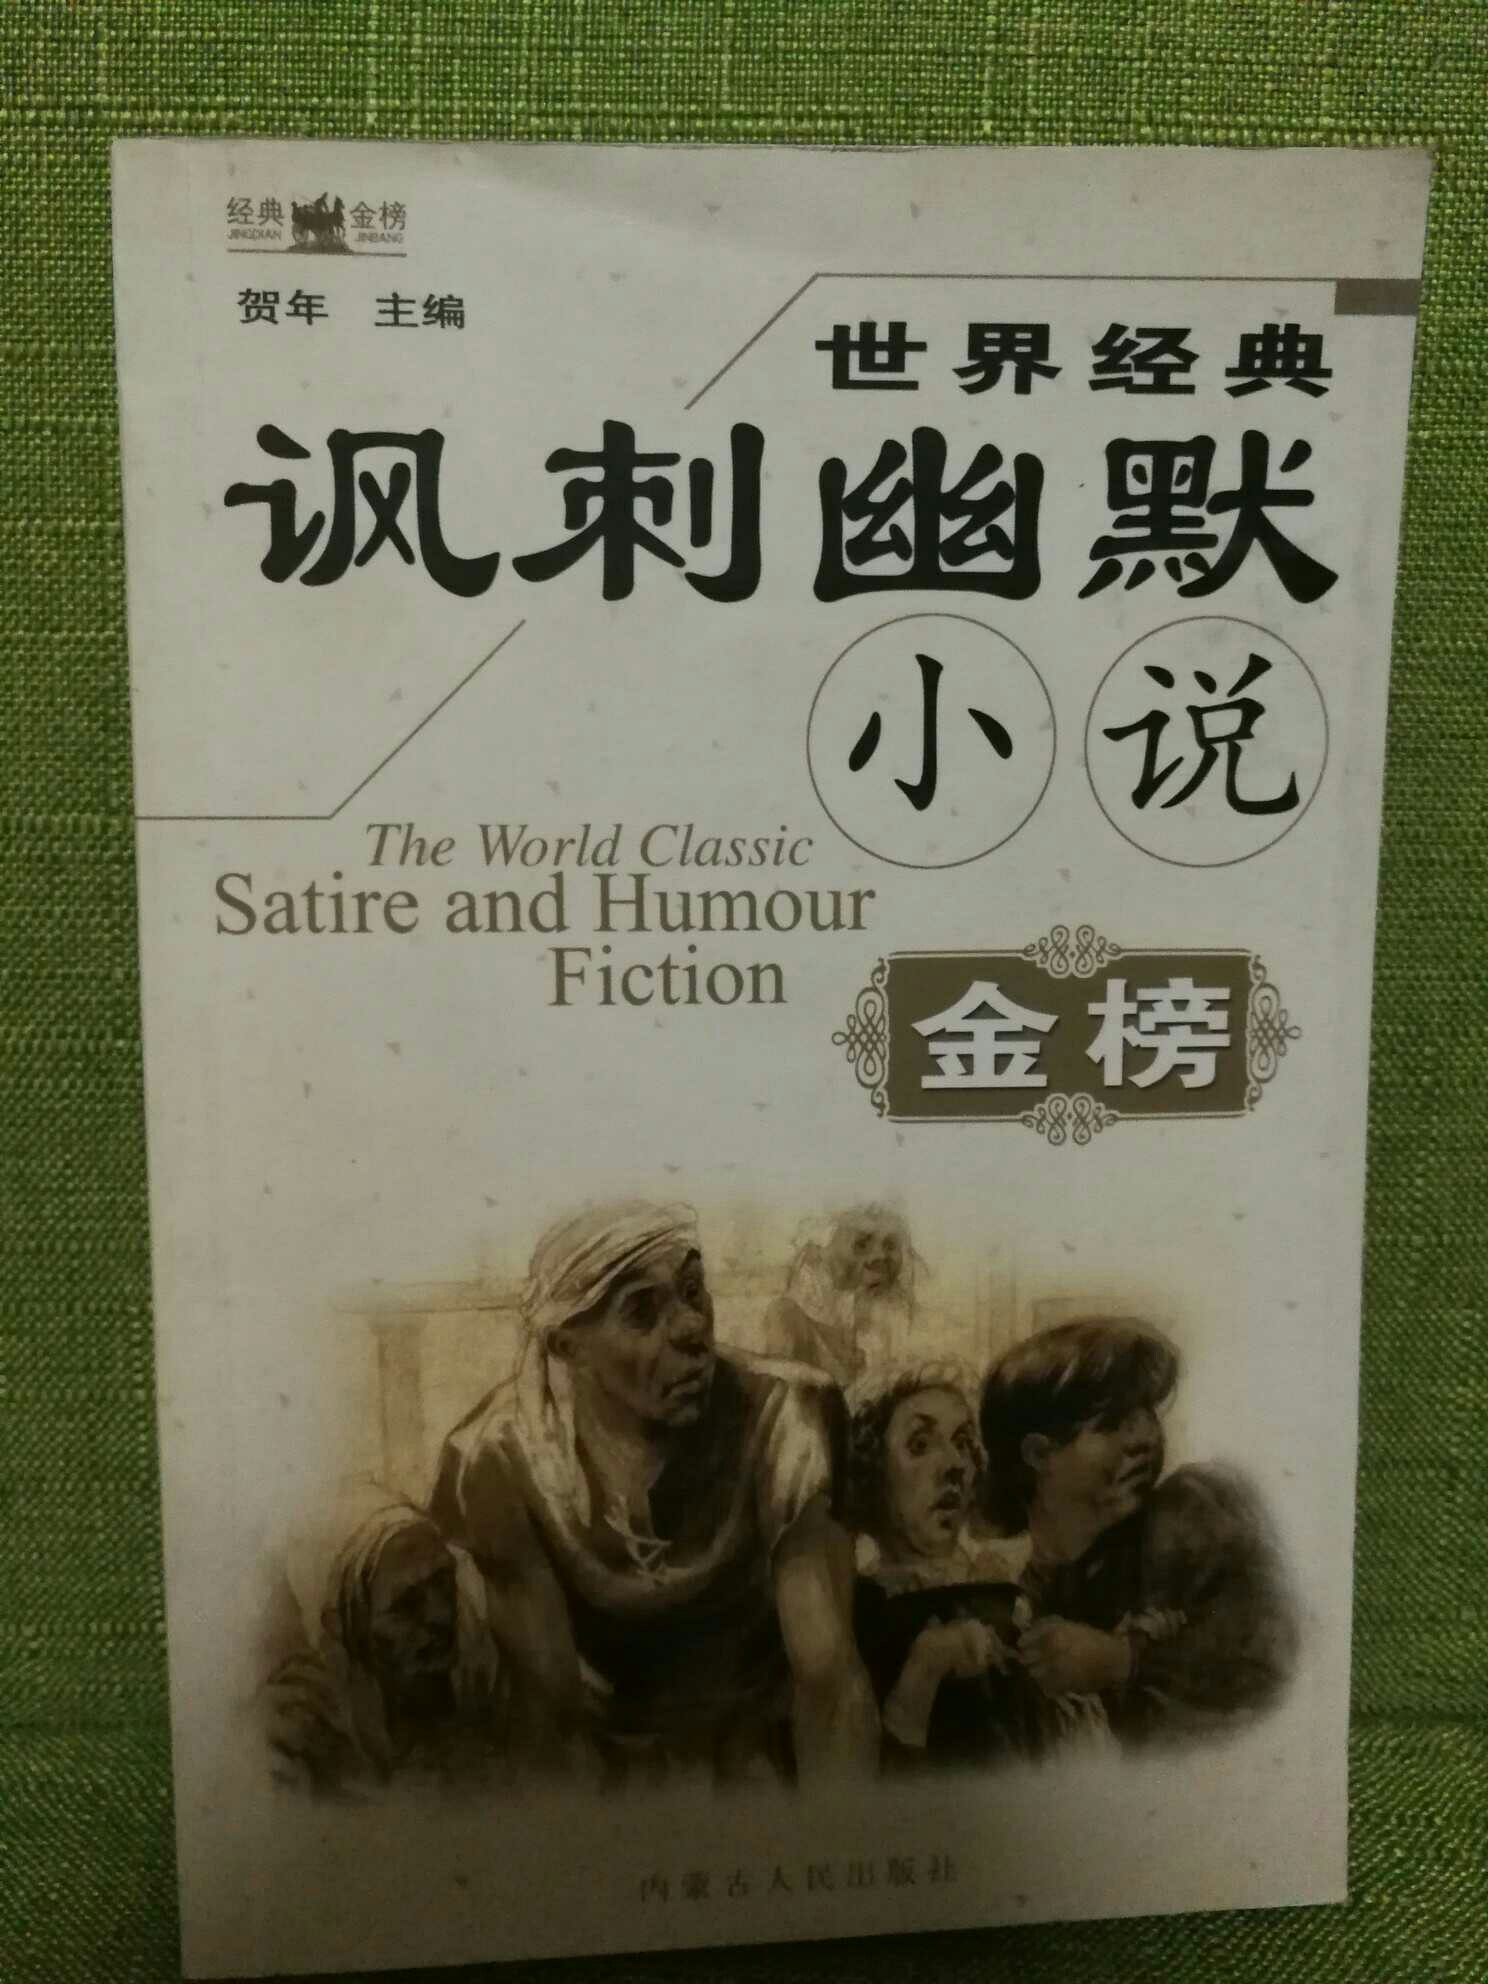 经典 金榜
JINGDIAN JINBANG
贺年 主编
世界经典
讽刺幽默
小说
The World Classic
Satire and Humour
Fiction
金榜
内蒙古人民出版社